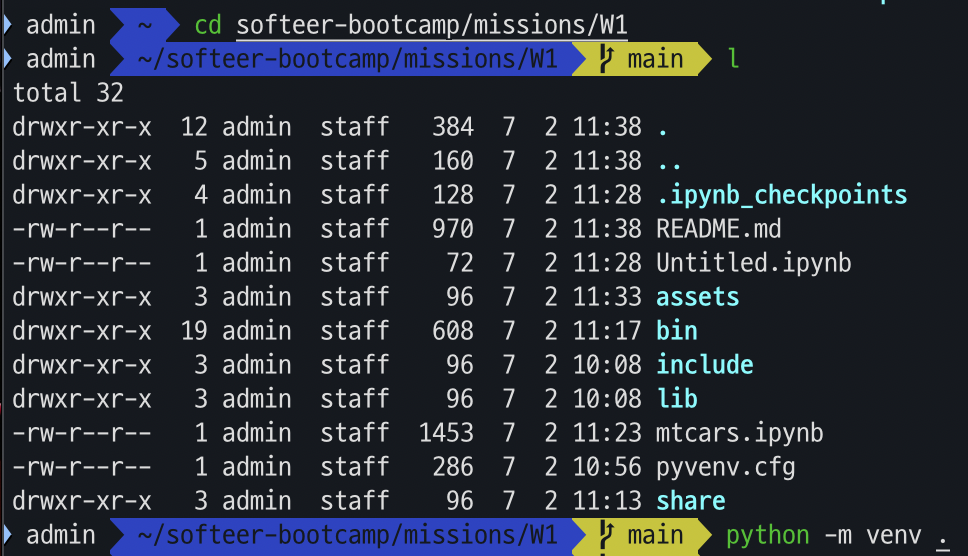 admin ~ cd softeer-bootcamp/missions/W1
admin ~/softeer-bootcamp/missions/W1 main l
total 32
drwxr-xr-x 12 admin staff 384 7 2 11:38 .
drwxr-xr-x 5 admin staff 160 7 2 11:38 ..
drwxr-xr-x 4 admin staff 128 7 2 11:28 .ipynb_checkpoints
-rw-r--r-- 1 admin staff 970 7 2 11:38 README.md
-rw-r--r-- 1 admin staff 72 7 2 11:28 Untitled.ipynb
drwxr-xr-x 3 admin staff 96 7 2 11:33 assets
drwxr-xr-x 19 admin staff 608 7 2 11:17 bin
drwxr-xr-x 3 admin staff 96 7 2 10:08 include
drwxr-xr-x 3 admin staff 96 7 2 10:08 lib
-rw-r--r-- 1 admin staff 1453 7 2 11:23 mtcars.ipynb
-rw-r--r-- 1 admin staff 286 7 2 10:56 pyvenv.cfg
drwxr-xr-x 3 admin staff 96 7 2 11:13 share
admin ~/softeer-bootcamp/missions/W1 main python -m venv .